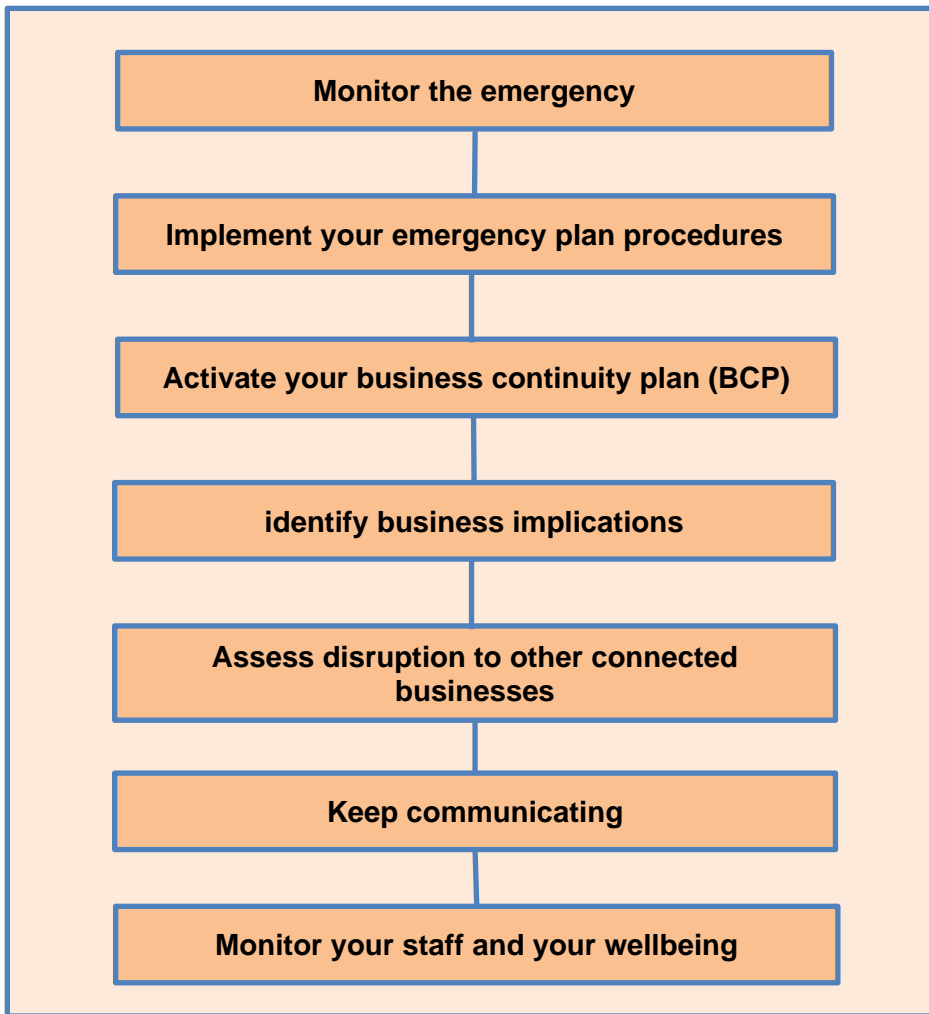 Monitor the emergency
Implement your emergency plan procedures
Activate your business continuity plan (BCP)
identify business implications
Assess disruption to other connected
businesses
Keep communicating
Monitor your staff and your wellbeing